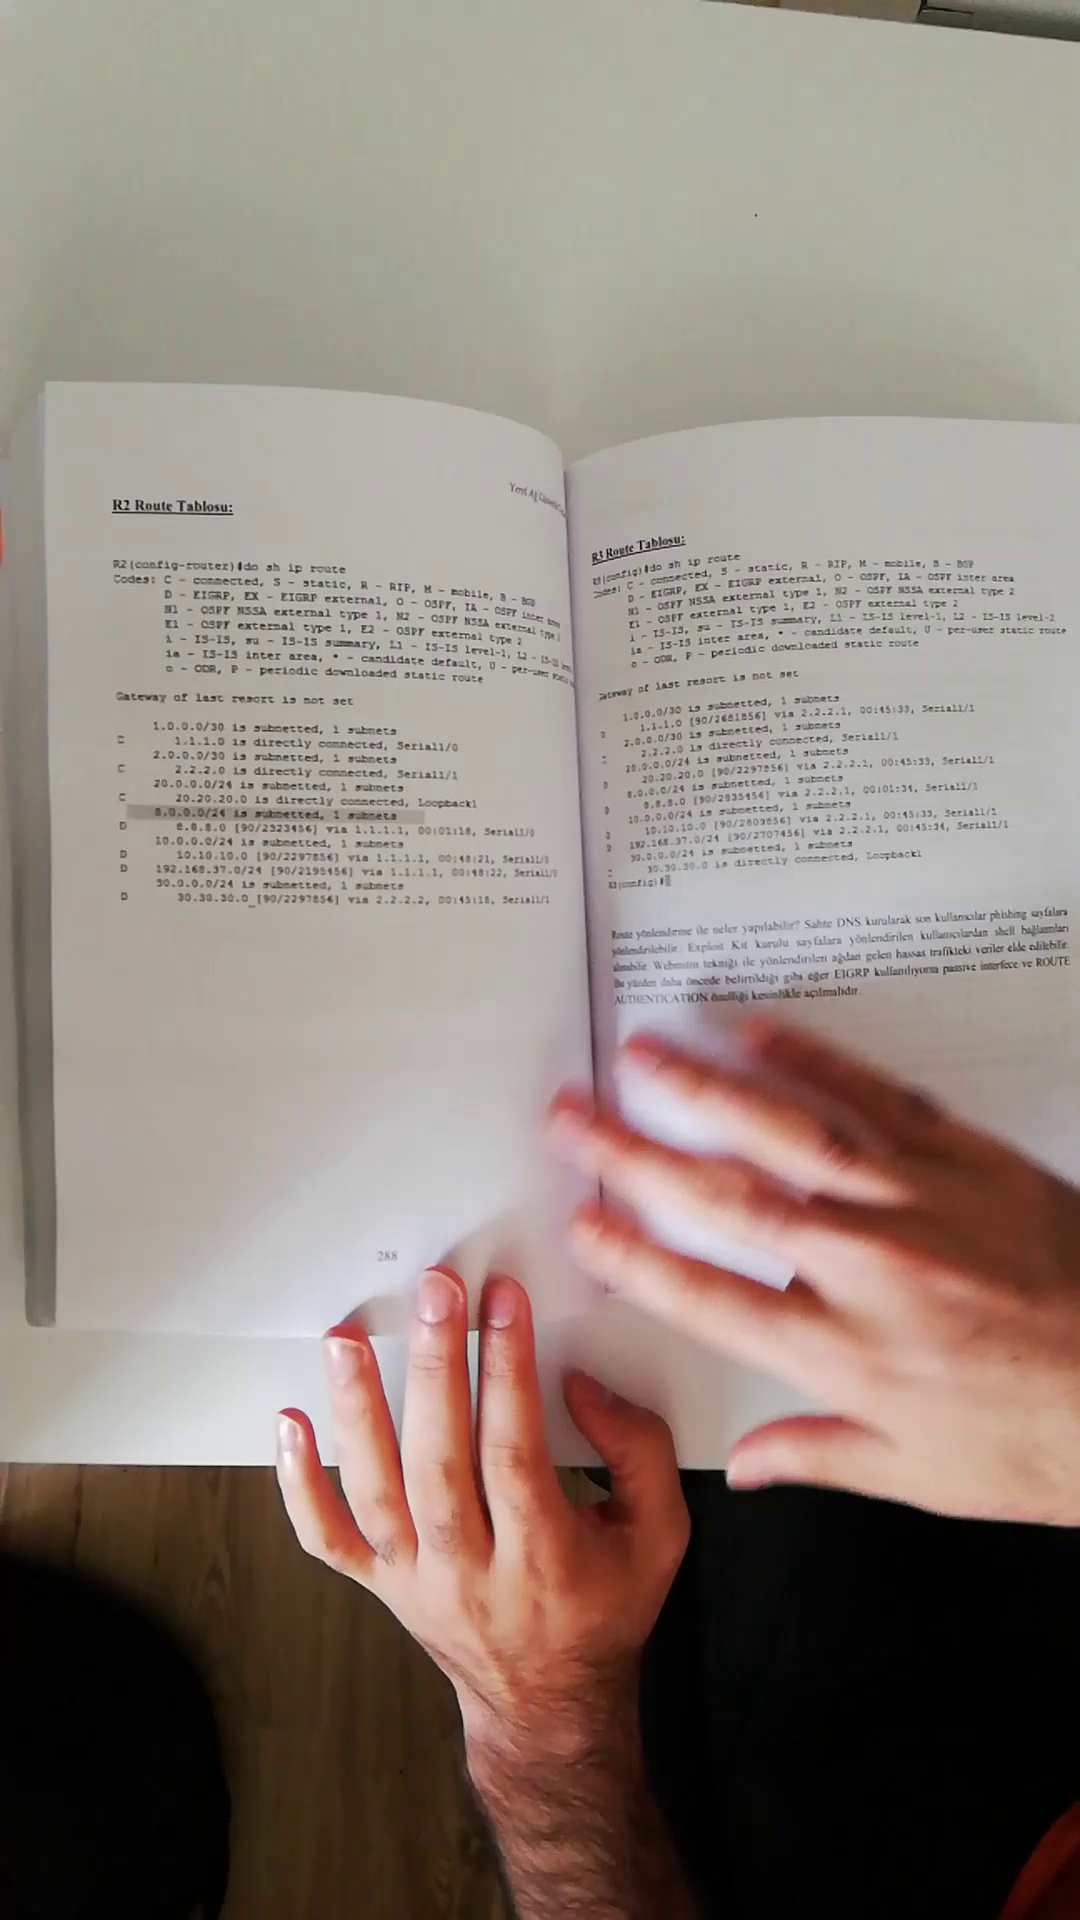 Yerel Ağ
R2 Route Tablosu:
R2(config-router)#do sh ip route
Codes: C - connected, S - static, R - RIP, M - mobile, B - BGP
D - EIGRP, EX - EIGRP external, O - OSPF, IA - OSPF inter area
N1 - OSPF NSSA external type 1, N2 - OSPF NSSA external type
E1 - OSPF external type 1, E2 - OSPF external type 2
i - IS-IS, su - IS-IS summary, L1 - IS-IS level-1, L2 - IS-IS
ia - IS-IS inter area, * - candidate default, U - per-user
o - ODR, P - periodic downloaded static route
Gateway of last resort is not set
1.0.0.0/30 is subnetted, 1 subnets
C 1.1.1.0 is directly connected, Serial1/0
2.0.0.0/30 is subnetted, 1 subnets
C 2.2.2.0 is directly connected, Serial1/1
20.0.0.0/24 is subnetted, 1 subnets
C 20.20.20.0 is directly connected, Loopback1
8.0.0.0/24 is subnetted, 1 subnets
D 8.8.8.0 [90/2323456] via 1.1.1.1, 00:01:18, Serial1/0
10.0.0.0/24 is subnetted, 1 subnets
D 10.10.10.0 [90/2297856] via 1.1.1.1, 00:48:21, Serial1/0
D 192.168.37.0/24 [90/2195456] via 1.1.1.1, 00:48:22, Serial1/0
30.0.0.0/24 is subnetted, 1 subnets
D 30.30.30.0 [90/2297856] via 2.2.2.2, 00:45:18, Serial1/1
288
R3 Route Tablosu:
R3(config)#do sh ip route
Codes: C - connected, S - static, R - RIP, M - mobile, B - BGP
D - EIGRP, EX - EIGRP external, O - OSPF, IA - OSPF inter area
N1 - OSPF NSSA external type 1, N2 - OSPF NSSA external type 2
E1 - OSPF external type 1, E2 - OSPF external type 2
i - IS-IS, su - IS-IS summary, L1 - IS-IS level-1, L2 - IS-IS level-2
ia - IS-IS inter area, * - candidate default, U - per-user static route
o - ODR, P - periodic downloaded static route
Gateway of last resort is not set
1.0.0.0/30 is subnetted, 1 subnets
D 1.1.1.0 [90/2681856] via 2.2.2.1, 00:45:33, Serial1/1
2.0.0.0/30 is subnetted, 1 subnets
2.2.2.0 is directly connected, Serial1/1
20.0.0.0/24 is subnetted, 1 subnets
20.20.20.0 [90/2297856] via 2.2.2.1, 00:45:33, Serial1/1
8.0.0.0/24 is subnetted, 1 subnets
8.8.8.0 [90/2835456] via 2.2.2.1, 00:01:34, Serial1/1
10.0.0.0/24 is subnetted, 1 subnets
D 10.10.10.0 [90/2809856] via 2.2.2.1, 00:45:33, Serial1/1
D 192.168.37.0/24 [90/2707456] via 2.2.2.1, 00:45:34, Serial1/1
30.0.0.0/24 is subnetted, 1 subnets
30.30.30.0 is directly connected, Loopback1
R3(config)#
Route yönlendirme ile neler yapılabilir? Sahte DNS kurularak son kullanıcılar phishing sayfalara
yönlendirilebilir. Exploit Kit kurulu sayfalara yönlendirilen kullanıcılardan shell bağlantıları
alınabilir. Webmitm tekniği ile yönlendirilen ağdan gelen hassas trafikteki veriler elde edilebilir.
Bu yüzden daha öncede belirtildiği gibi eğer EIGRP kullanılıyorsa passive interfece ve ROUTE
AUTHENTICATION özelliği kesinlikle açılmalıdır.